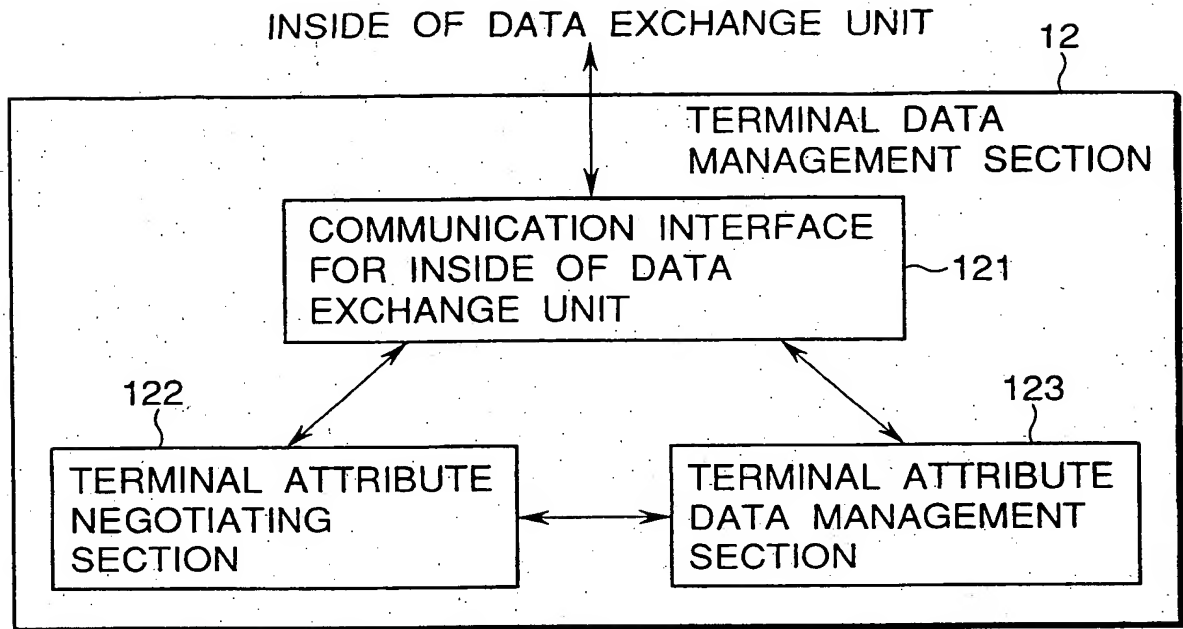 INSIDE OF DATA EXCHANGE UNIT
12
TERMINAL DATA
MANAGEMENT SECTION
COMMUNICATION INTERFACE
FOR INSIDE OF DATA
EXCHANGE UNIT
121
122
TERMINAL ATTRIBUTE
NEGOTIATING
SECTION
123
TERMINAL ATTRIBUTE
DATA MANAGEMENT
SECTION